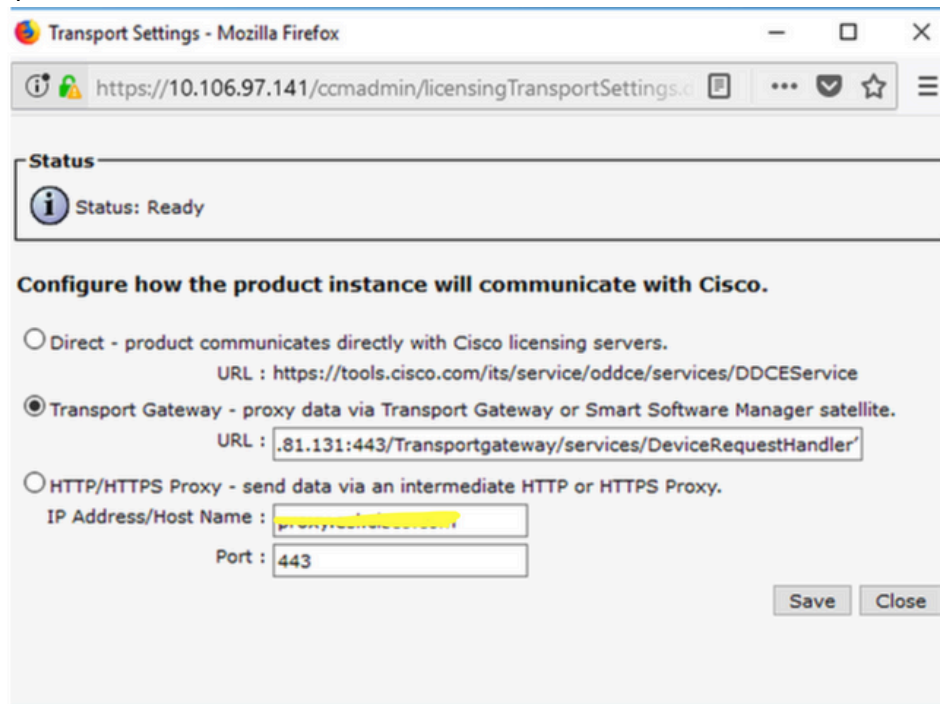 Transport Settings - Mozilla Firefox
https://10.106.97.141/ccmadmin/licensingTransportSettings.
Status
i Status: Ready
Configure how the product instance will communicate with Cisco.
Direct - product communicates directly with Cisco licensing servers.
URL : https://tools.cisco.com/its/service/oddce/services/DDCEService
Transport Gateway - proxy data via Transport Gateway or Smart Software Manager satellite.
URL : .81.131:443/Transportgateway/services/DeviceRequestHandler'
HTTP/HTTPS Proxy - send data via an intermediate HTTP or HTTPS Proxy.
IP Address/Host Name :
Port : 443
Save Close